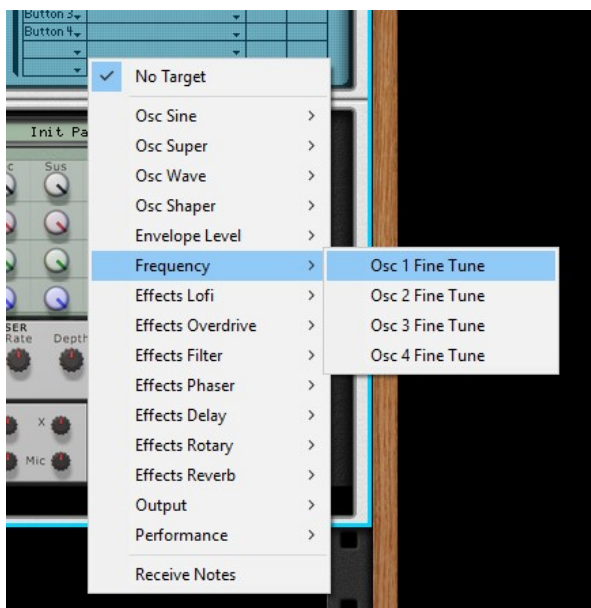 Button 3
Button 4
No Target
Init Pa
Osc Sine
Osc Super
Sus
Osc Wave
Osc Shaper
Envelope Level
Frequency
Osc 1 Fine Tune
Effects Lofi
Osc 2 Fine Tune
SER
Effects Overdrive
Osc 3 Fine Tune
Rate Depth
Effects Filter
Osc 4 Fine Tune
Effects Phaser
X
Effects Delay
Effects Rotary
Mic
Effects Reverb
Output
Performance
Receive Notes